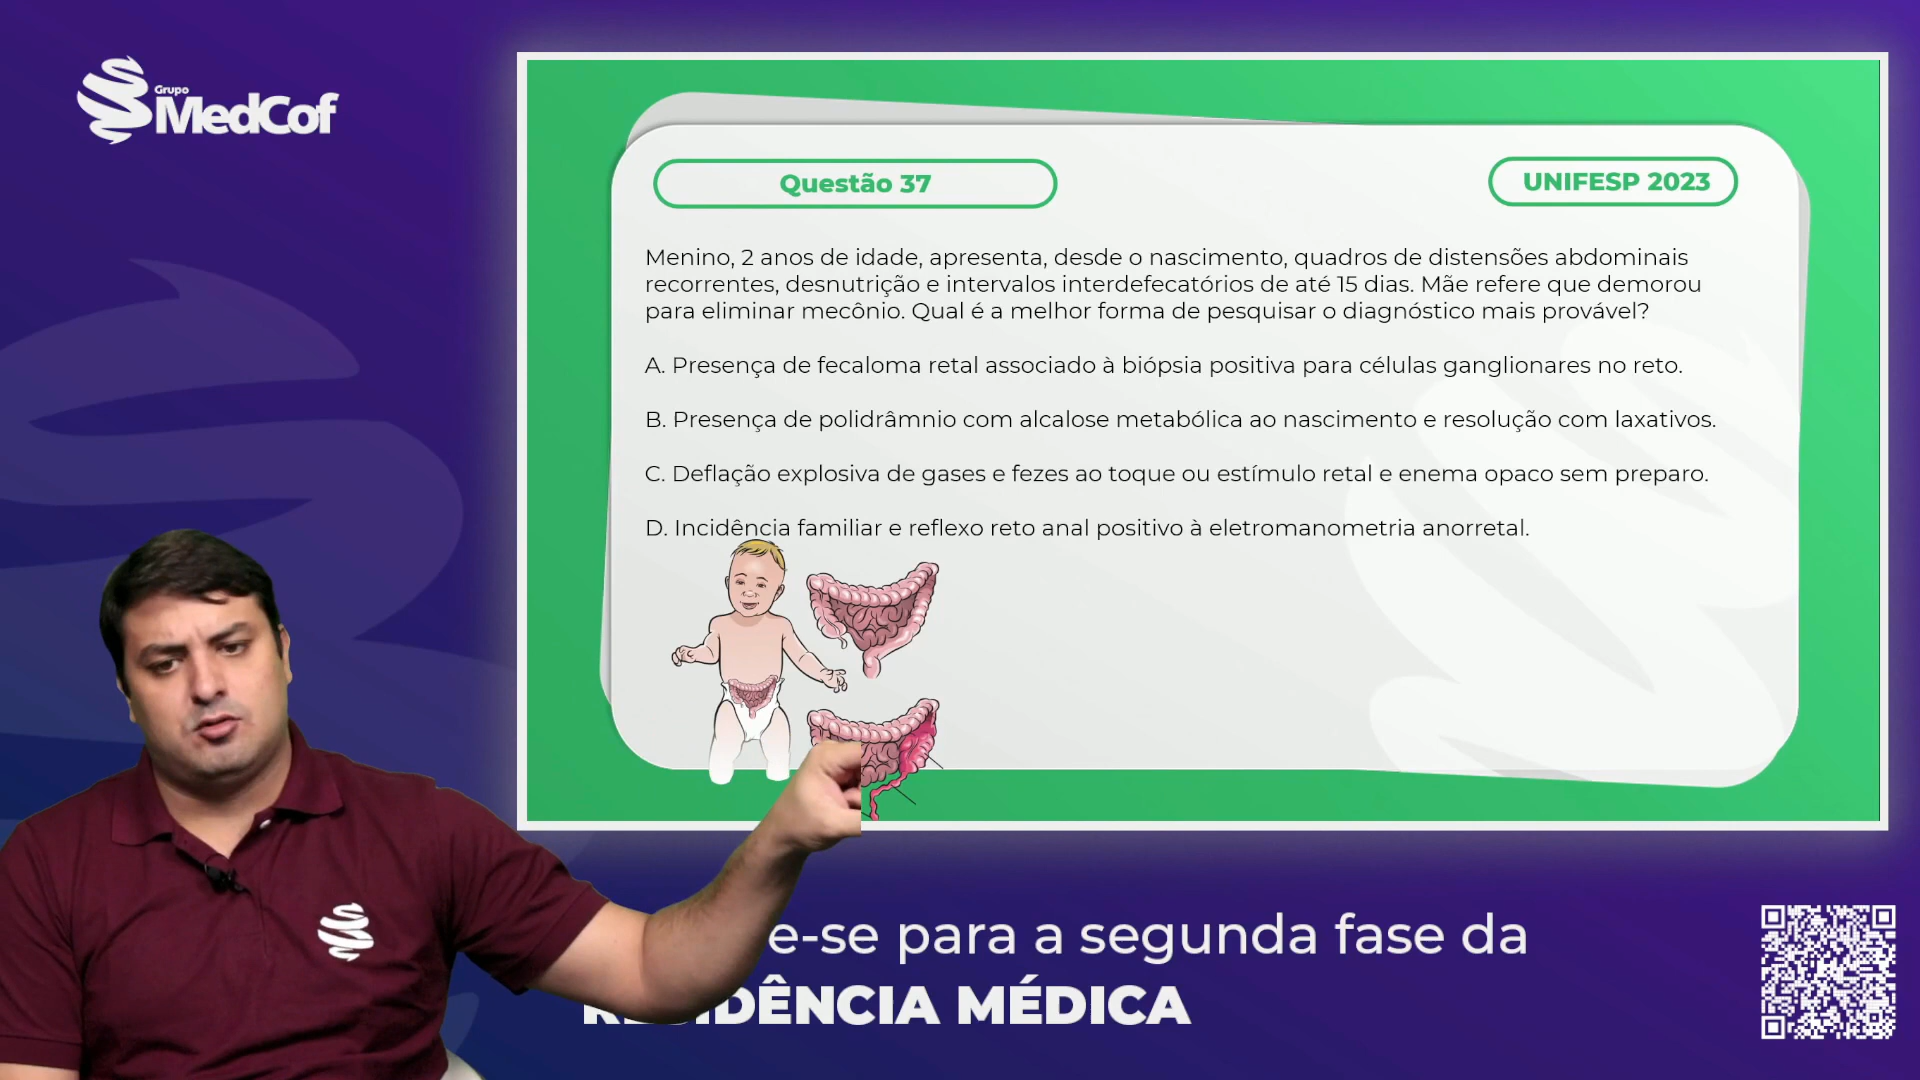 Grupo
MedCof
Questão 37
UNIFESP 2023
Menino, 2 anos de idade, apresenta, desde o nascimento, quadros de distensões abdominais
recorrentes, desnutrição e intervalos interdefecatórios de até 15 dias. Mãe refere que demorou
para eliminar mecônio. Qual é a melhor forma de pesquisar o diagnóstico mais provável?
A. Presença de fecaloma retal associado à biópsia positiva para células ganglionares no reto.
B. Presença de polidrâmnio com alcalose metabólica ao nascimento e resolução com laxativos.
C. Deflação explosiva de gases e fezes ao toque ou estímulo retal e enema opaco sem preparo.
D. Incidência familiar e reflexo reto anal positivo à eletromanometria anorretal.
e-se para a segunda fase da
MÉDICA